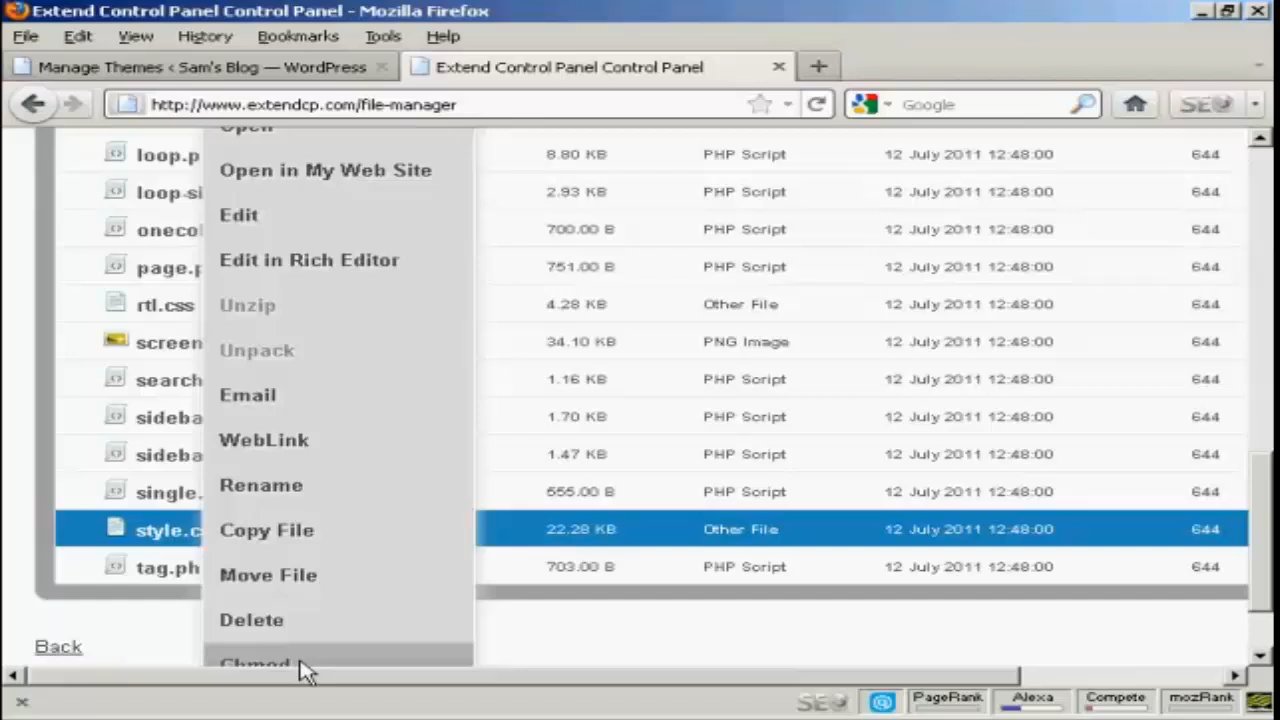 Extend Control Panel Control Panel - Mozilla Firefox
File Edit View History Bookmarks Tools Help
Manage Themes ‹ Sam's Blog — WordPress
Extend Control Panel Control Panel
http://www.extendcp.com/file-manager
Google
SEO
Open
loop.p 8.80 KB PHP Script 12 July 2011 12:48:00 644
Open in My Web Site
loop-si 2.93 KB PHP Script 12 July 2011 12:48:00 644
Edit
oneco 700.00 B PHP Script 12 July 2011 12:48:00 644
Edit in Rich Editor
page.p 751.00 B PHP Script 12 July 2011 12:48:00 644
rtl.css 4.28 KB Other File 12 July 2011 12:48:00 644
Unzip
screen 34.10 KB PNG Image 12 July 2011 12:48:00 644
Unpack
search 1.16 KB PHP Script 12 July 2011 12:48:00 644
Email
sideba 1.70 KB PHP Script 12 July 2011 12:48:00 644
WebLink
sideba 1.47 KB PHP Script 12 July 2011 12:48:00 644
Rename
single. 555.00 B PHP Script 12 July 2011 12:48:00 644
style.c 22.28 KB Other File 12 July 2011 12:48:00 644
Copy File
tag.ph 703.00 B PHP Script 12 July 2011 12:48:00 644
Move File
Delete
Back
Chmod
SEO PageRank Alexa Compete mozRank